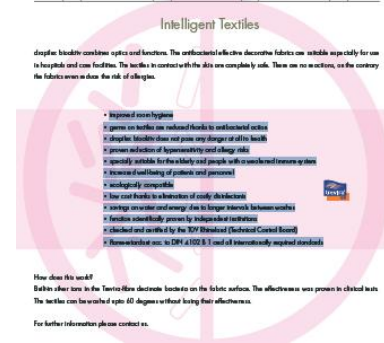 Intelligent Textiles
drapilux bioaktiv combines optics and functions. The antibacterial effective decorative fabrics are suitable especially for use
in hospitals and care facilities. The textiles in contact with the skin are completely safe. There are no reactions, as the contrary
the fabrics even reduce the risk of allergies.
• improved room hygiene
• germs on textiles are reduced thanks to antibacterial action
• drapilux bioaktiv does not pose any danger at all to health
• proven reduction of hypersensitivity and allergy risks
• specially suitable for the elderly and people with a weakened immune system
• increased well-being of patients and personnel
• ecologically compatible
• low cost thanks to elimination of costly disinfectants
• savings on water and energy due to longer intervals between washes
• function scientifically proven by independent institutions
• checked and certified by the TÜV Rhineland (Technical Control Board)
• flame-retardant acc. to DIN 4102 B 1 and all internationally required standards
trevira
How does this work?
Built-in silver ions in the Trevira-fibre decimate bacteria on the fabric surface. The effectiveness was proven in clinical tests
The textiles can be washed upto 60 degrees without losing their effectiveness.
For further information please contact us.